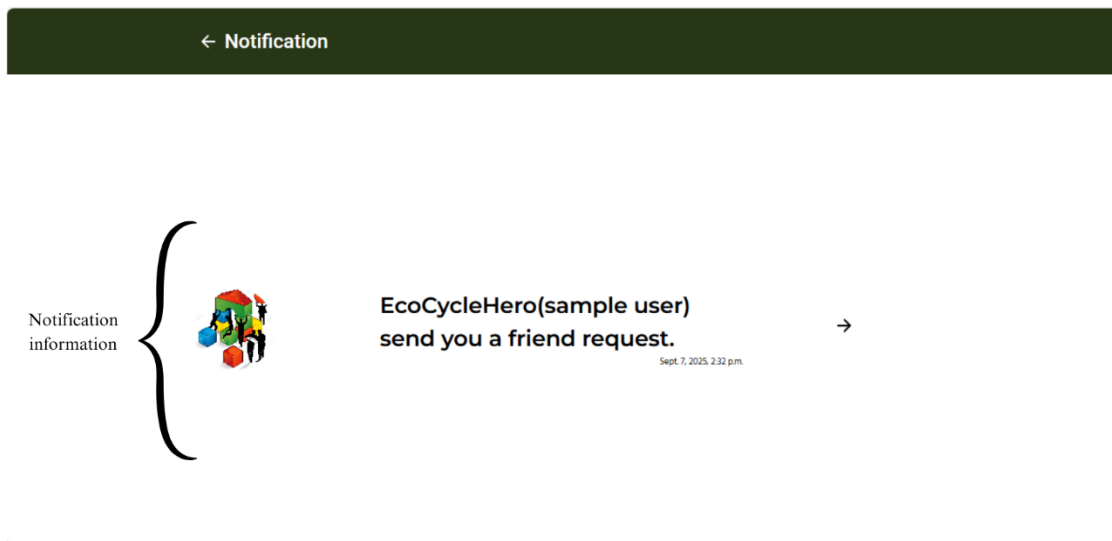 ← Notification
Notification
information
EcoCycleHero(sample user)
send you a friend request.
→
Sept. 7, 2025, 2:32 p.m.